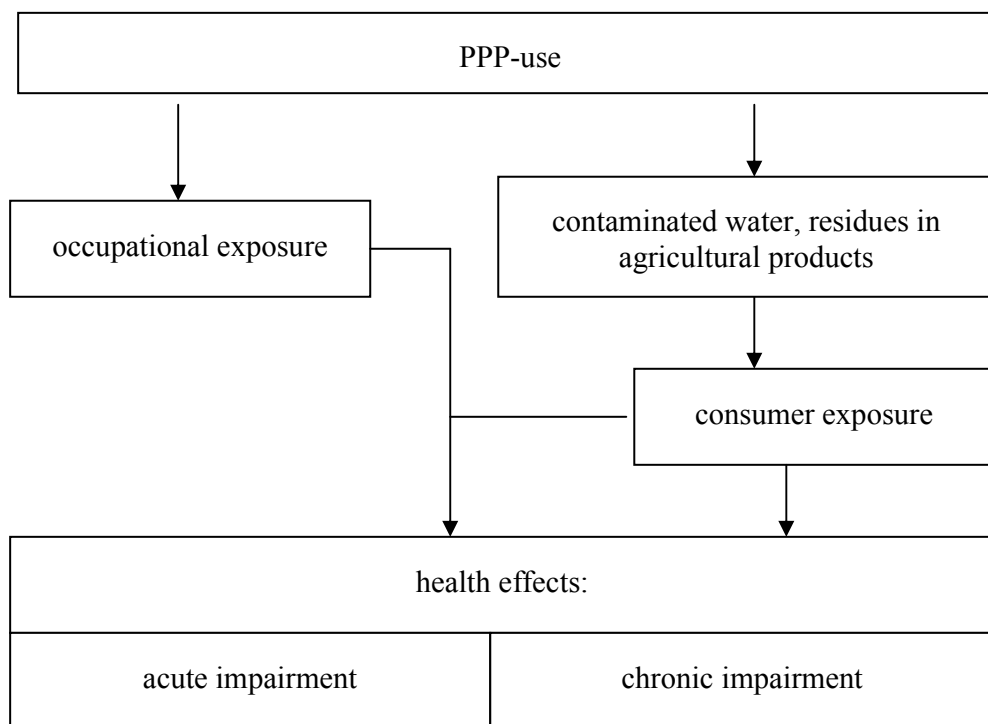 PPP-use
occupational exposure
contaminated water, residues in
agricultural products
consumer exposure
health effects:
acute impairment
chronic impairment